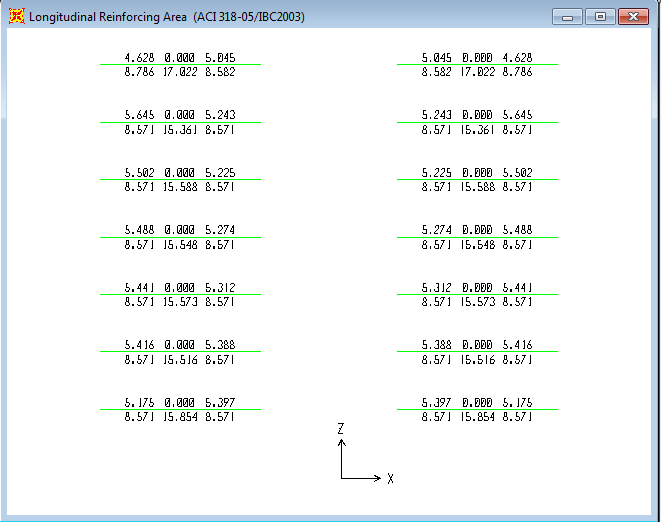 Longitudinal Reinforcing Area (ACI 318-05/IBC2003)
4.628 0.000 5.045 5.045 0.000 4.628
8.786 17.022 8.582 8.582 17.022 8.786
5.645 0.000 5.243 5.243 0.000 5.645
8.571 15.361 8.571 8.571 15.361 8.571
5.502 0.000 5.225 5.225 0.000 5.502
8.571 15.588 8.571 8.571 15.588 8.571
5.488 0.000 5.274 5.274 0.000 5.488
8.571 15.548 8.571 8.571 15.548 8.571
5.441 0.000 5.312 5.312 0.000 5.441
8.571 15.573 8.571 8.571 15.573 8.571
5.416 0.000 5.388 5.388 0.000 5.416
8.571 15.516 8.571 8.571 15.516 8.571
5.175 0.000 5.397 5.397 0.000 5.175
8.571 15.854 8.571 8.571 15.854 8.571
Z
X